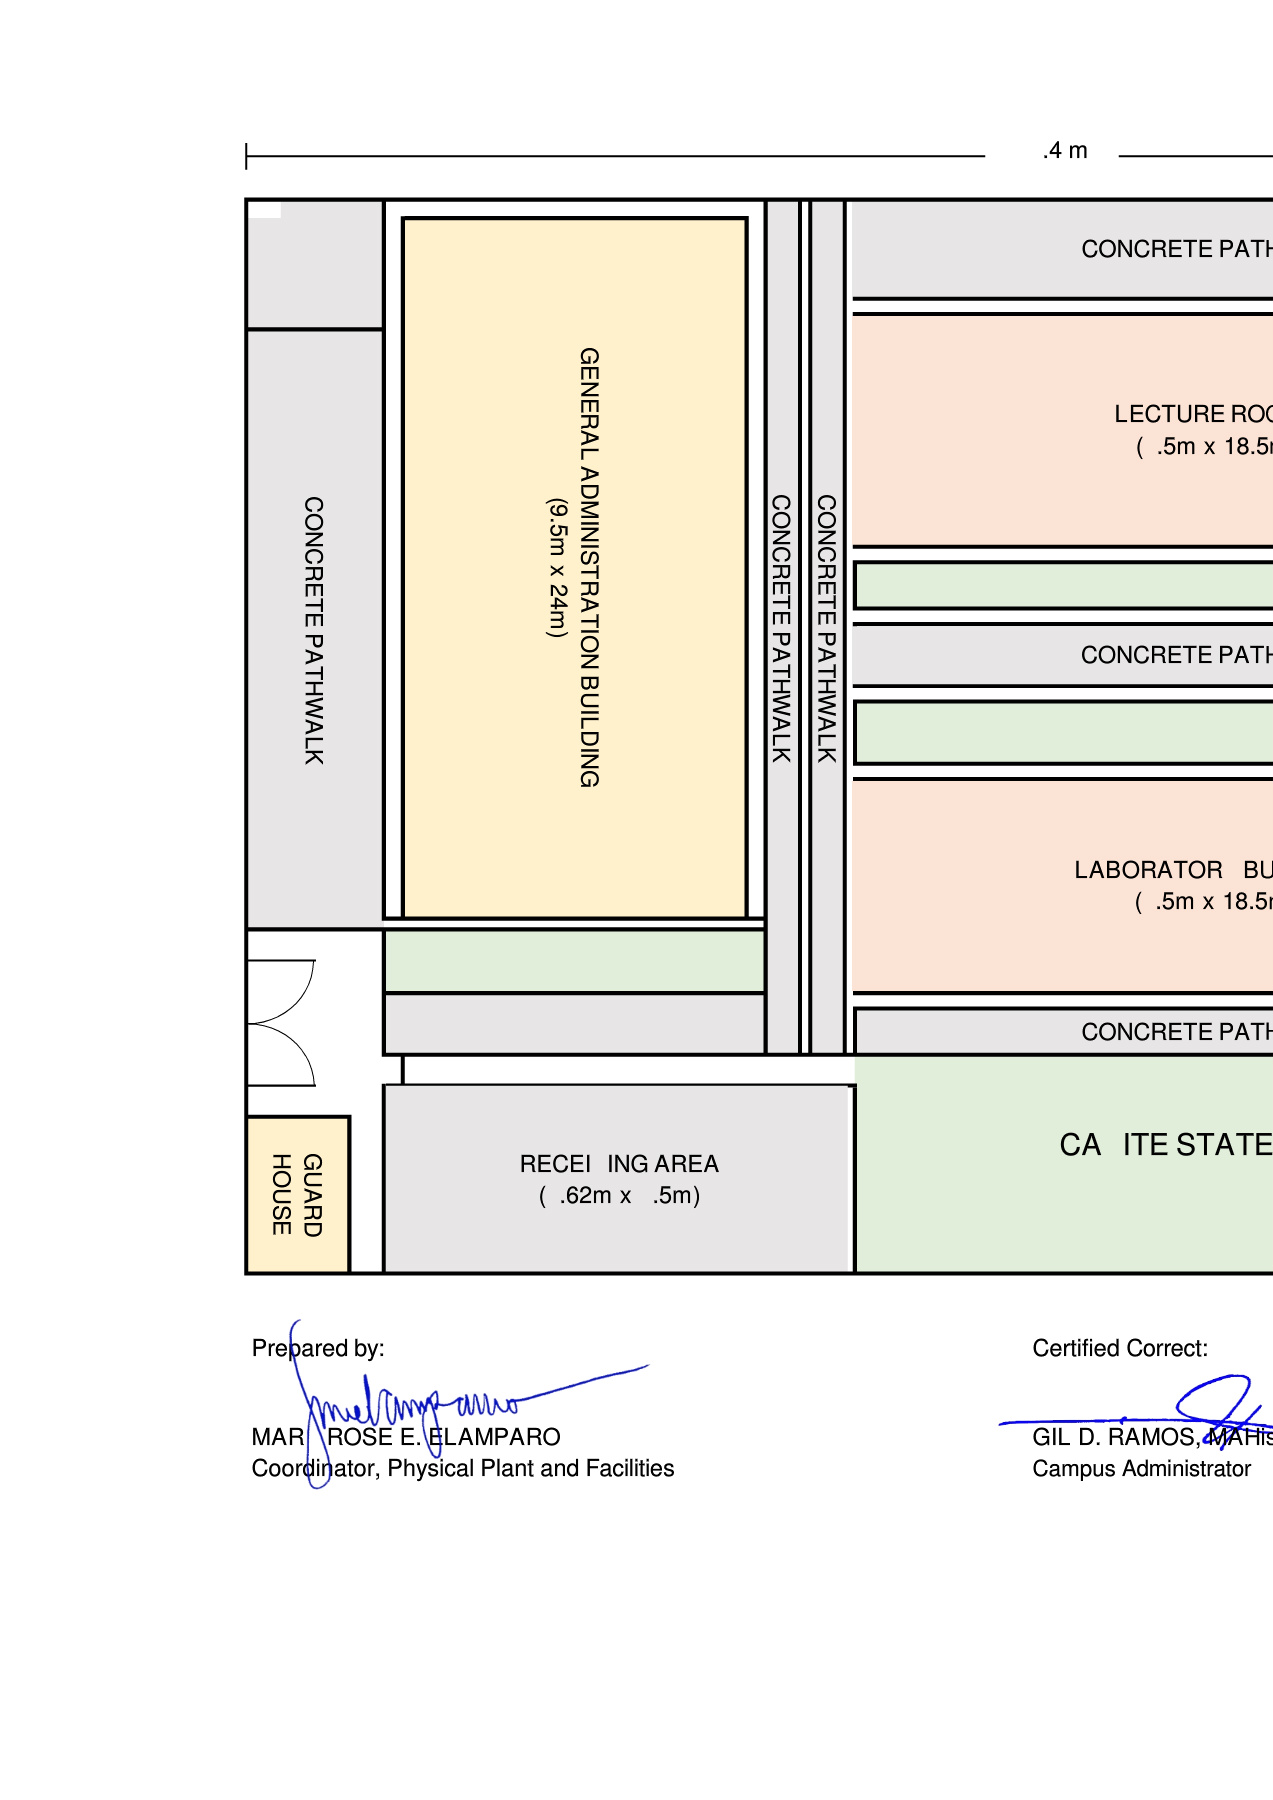 .4 m
CONCRETE PATH
GENERAL ADMINISTRATION BUILDING
(9.5m x 24m)
LECTURE ROO
( .5m x 18.5m
CONCRETE PATHWALK
CONCRETE PATHWALK
CONCRETE PATHWALK
CONCRETE PATH
LABORATOR BU
( .5m x 18.5m
CONCRETE PATH
CA ITE STATE
GUARD
HOUSE
RECEI ING AREA
( .62m x .5m)
Prepared by:
Certified Correct:
MAR ROSE E. ELAMPARO
GIL D. RAMOS, MAHis
Coordinator, Physical Plant and Facilities
Campus Administrator